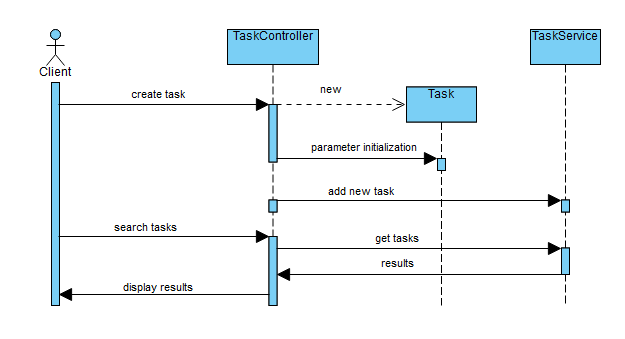 TaskController
TaskService
Client
create task
new
Task
parameter initialization
add new task
search tasks
get tasks
results
display results